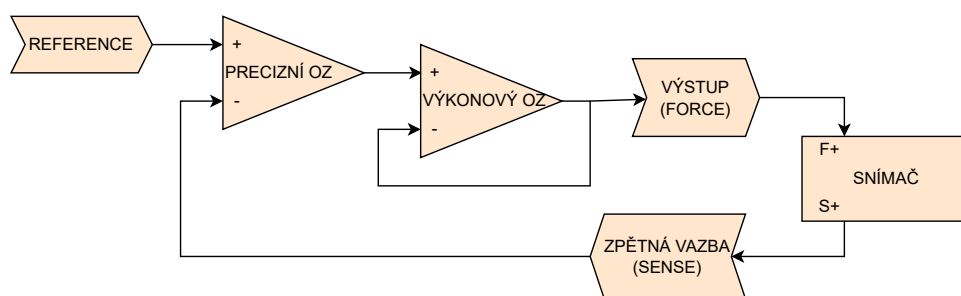 REFERENCE
+
PRECIZNÍ OZ
-
+
VÝKONOVÝ OZ
-
VÝSTUP
(FORCE)
F+
SNÍMAČ
S+
ZPĚTNÁ VAZBA
(SENSE)